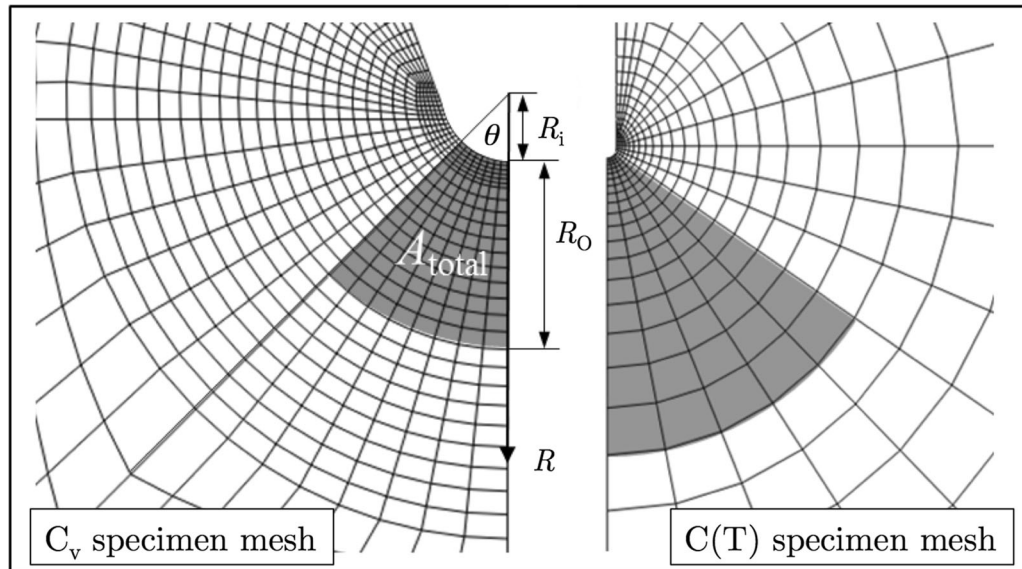 θ
R_i
R_O
A_total
R
C_v specimen mesh
C(T) specimen mesh